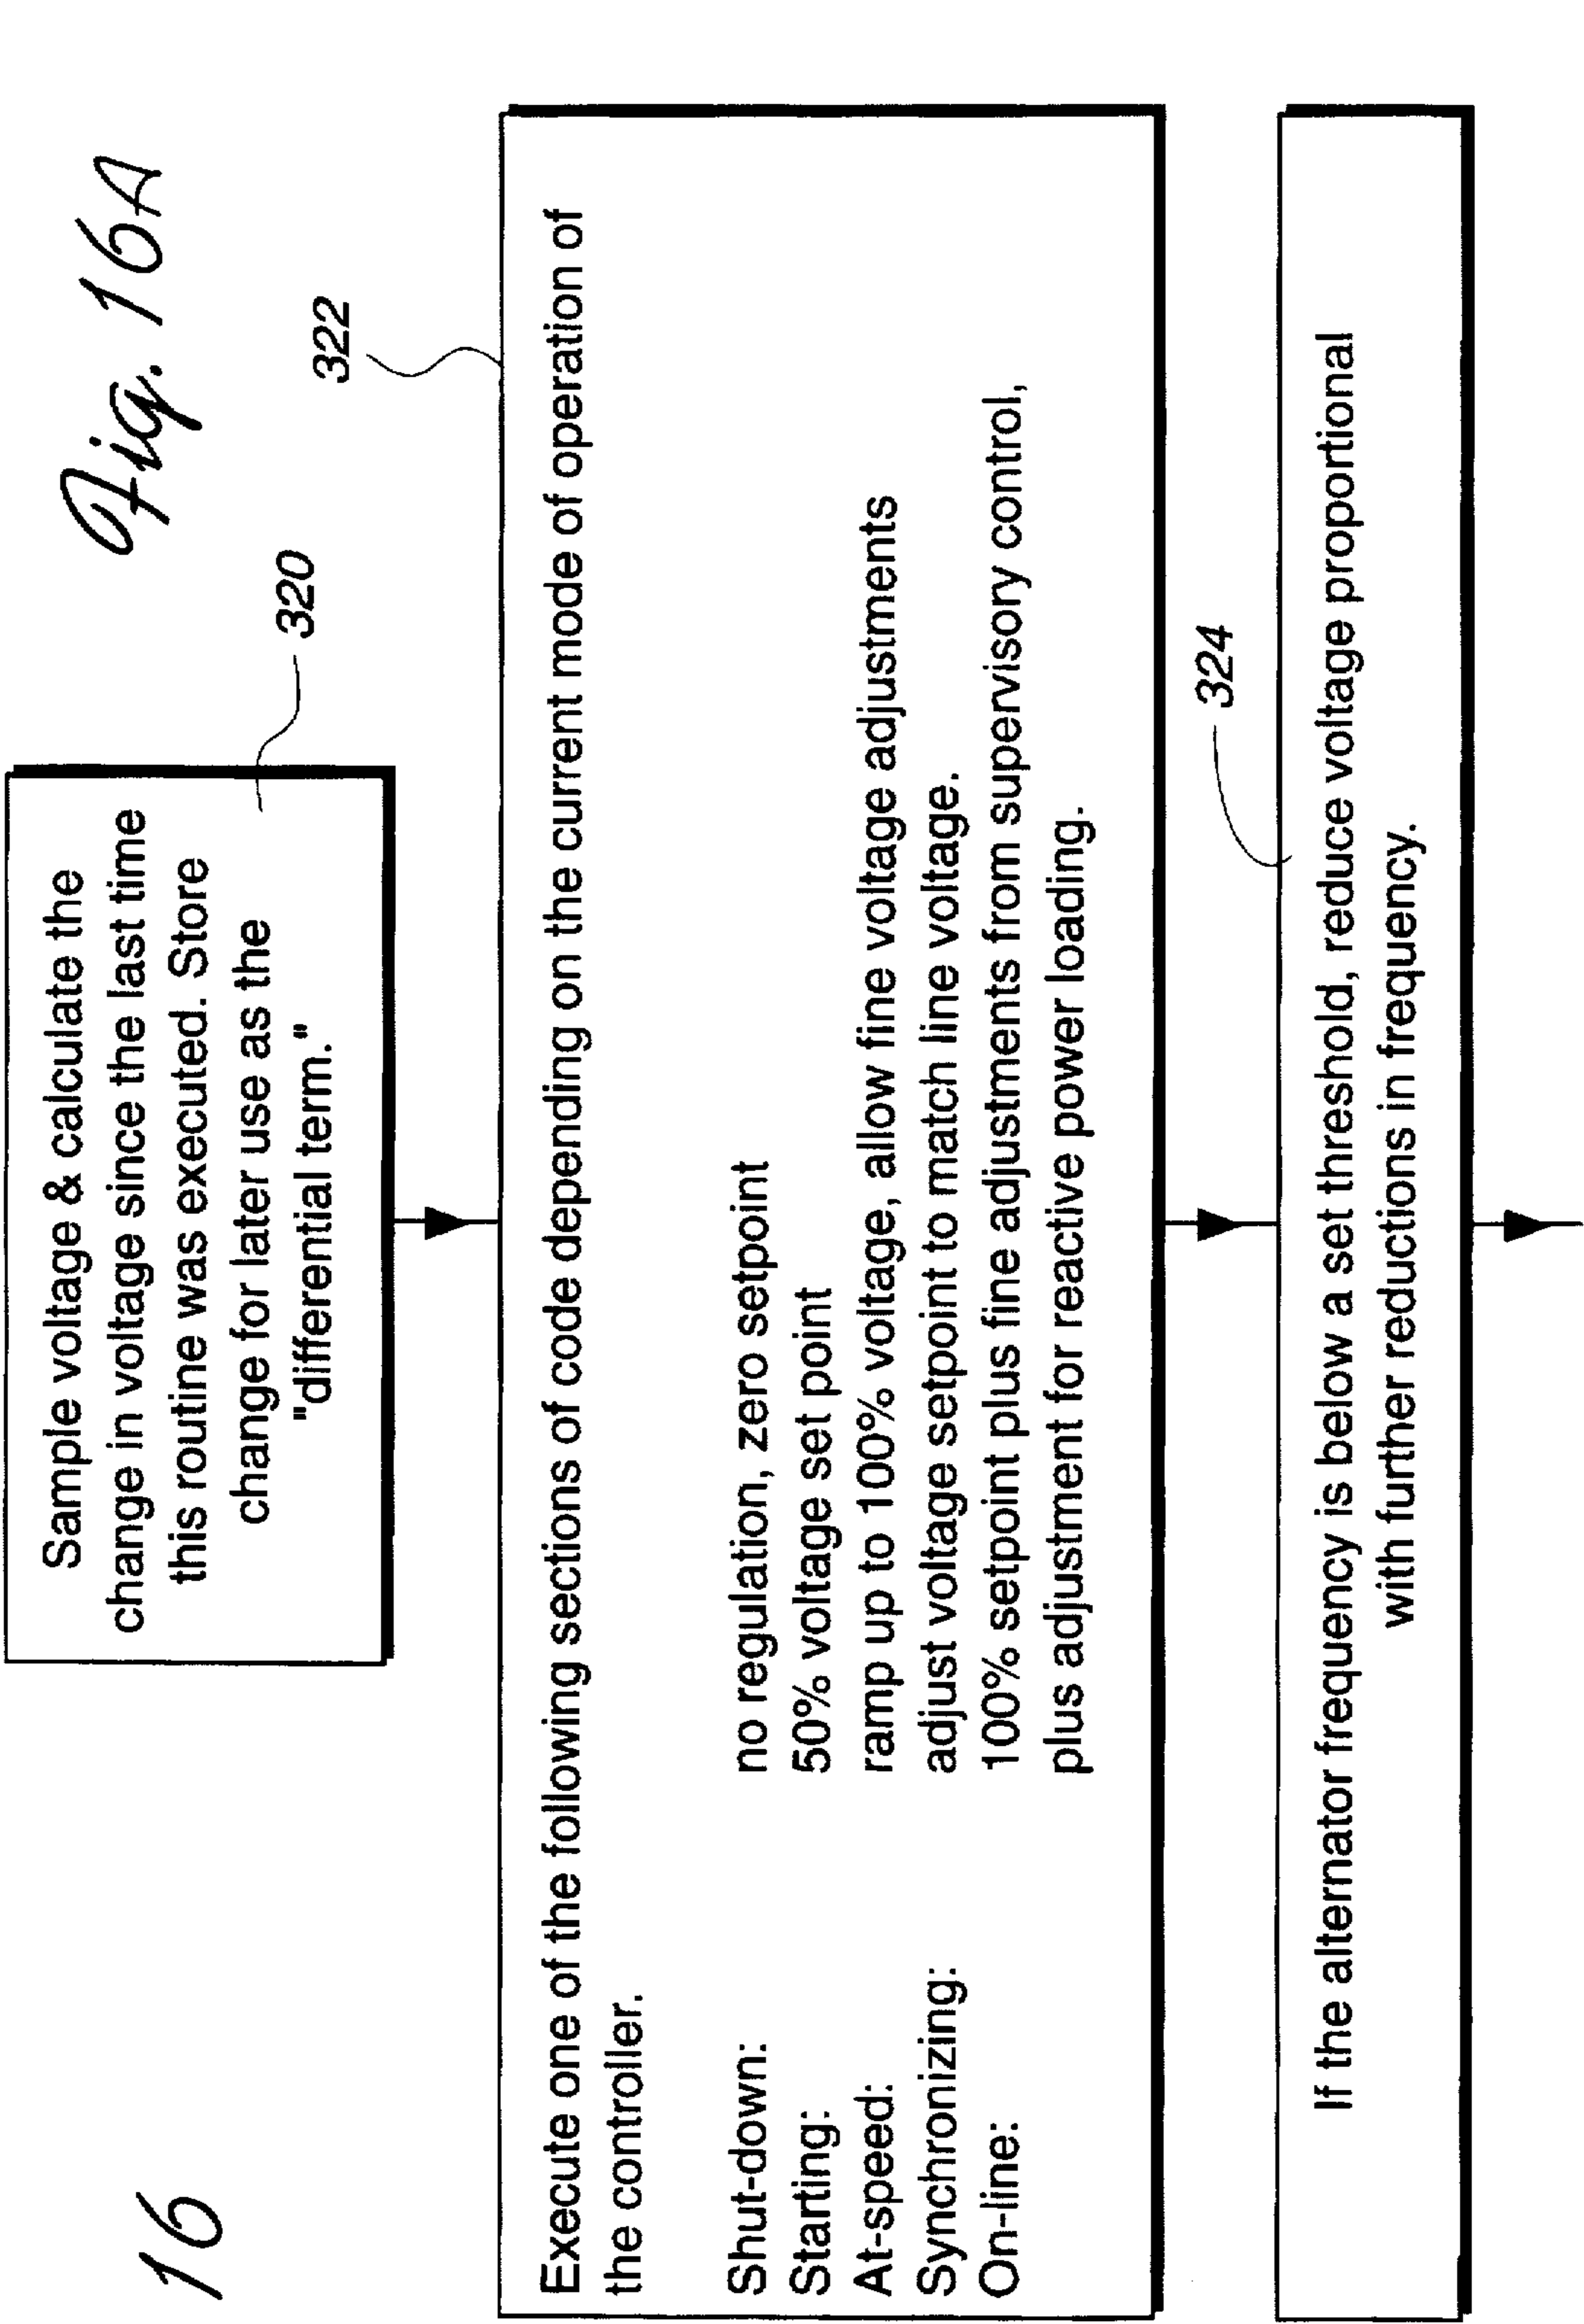 16
Fig. 16A
Sample voltage & calculate the
change in voltage since the last time
this routine was executed. Store
change for later use as the
"differential term."
320
322
Execute one of the following sections of code depending on the current mode of operation of
the controller.
Shut-down: no regulation, zero setpoint
Starting: 50% voltage set point
At-speed: ramp up to 100% voltage, allow fine voltage adjustments
Synchronizing: adjust voltage setpoint to match line voltage.
On-line: 100% setpoint plus fine adjustments from supervisory control,
plus adjustment for reactive power loading.
324
If the alternator frequency is below a set threshold, reduce voltage proportional
with further reductions in frequency.